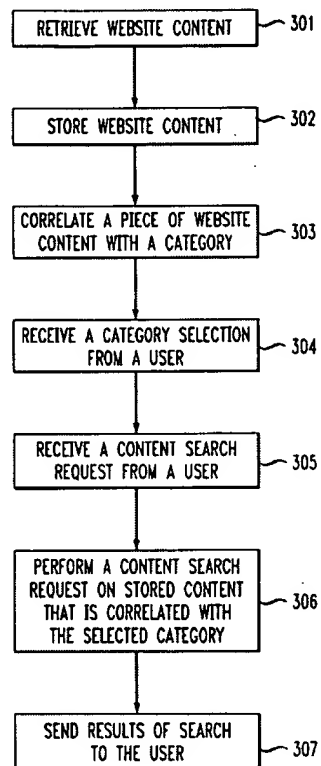 RETRIEVE WEBSITE CONTENT
301
STORE WEBSITE CONTENT
302
CORRELATE A PIECE OF WEBSITE
CONTENT WITH A CATEGORY
303
RECEIVE A CATEGORY SELECTION
FROM A USER
304
RECEIVE A CONTENT SEARCH
REQUEST FROM A USER
305
PERFORM A CONTENT SEARCH
REQUEST ON STORED CONTENT
THAT IS CORRELATED WITH
THE SELECTED CATEGORY
306
SEND RESULTS OF SEARCH
TO THE USER
307